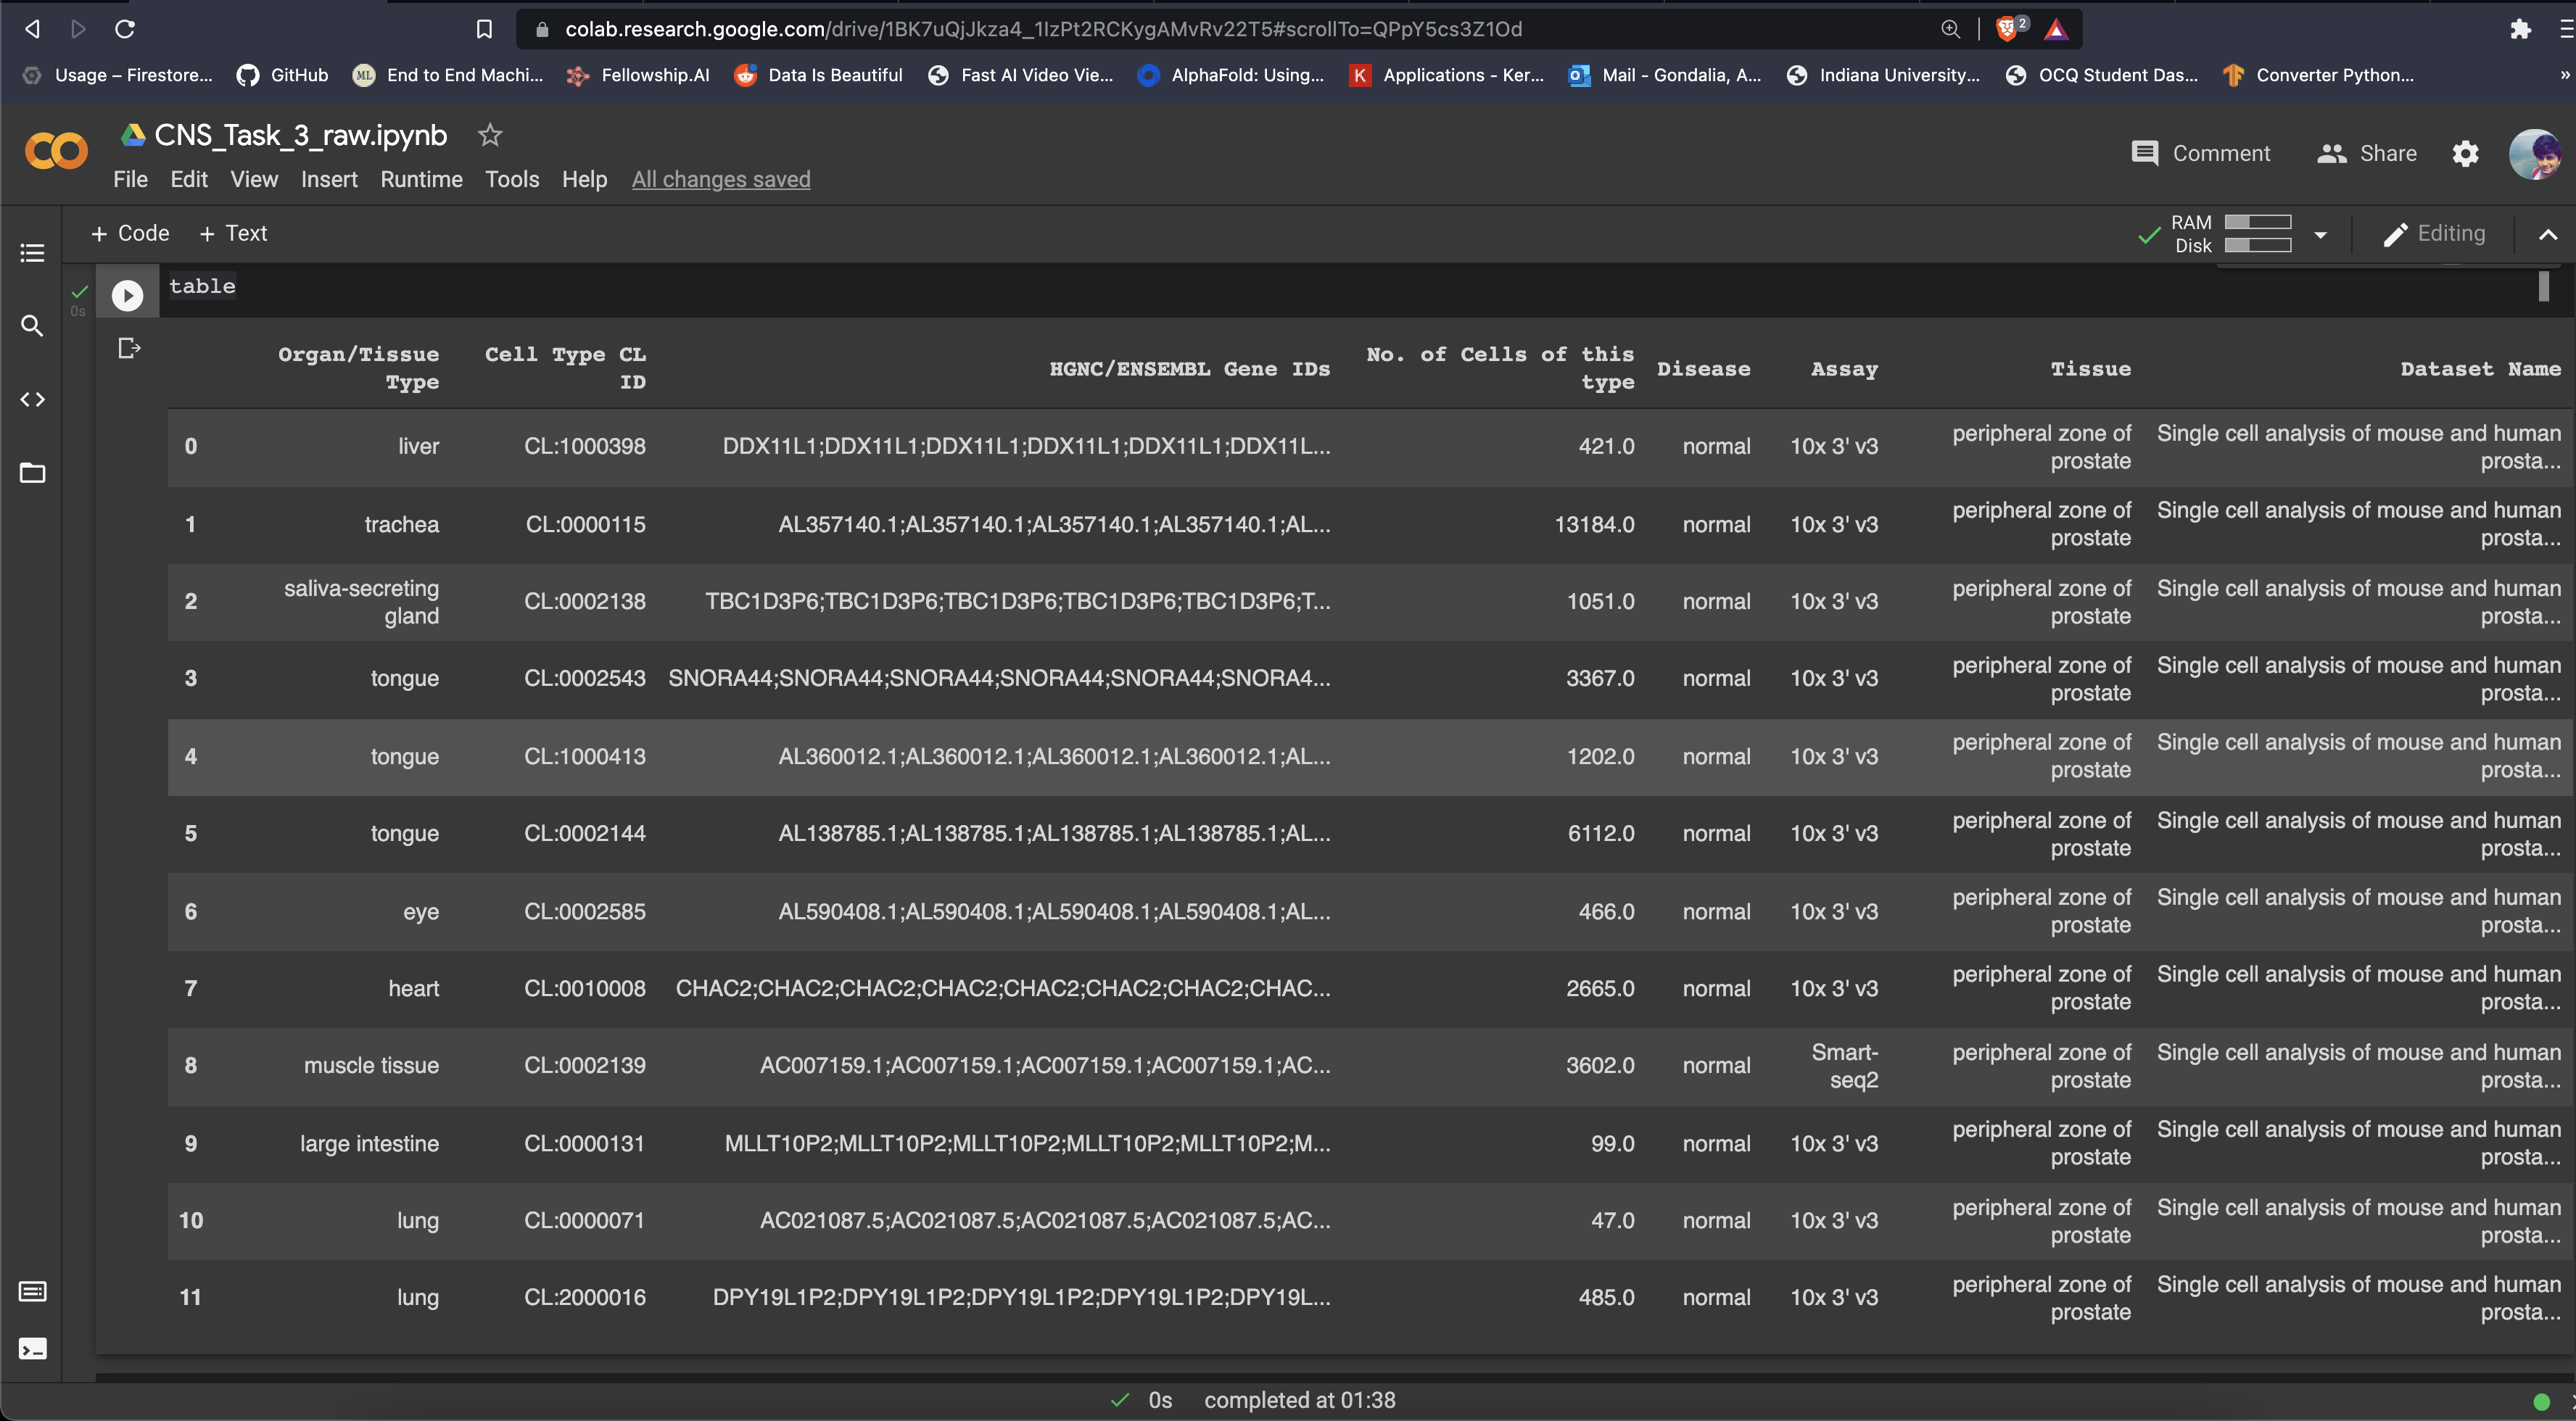 colab.research.google.com/drive/1BK7uQjJkza4_1IzPt2RCKygAMvRv22T5#scrollTo=QPpY5cs3Z1Od
2
Usage – Firestore... GitHub ML End to End Machi... Fellowship.AI Data Is Beautiful Fast AI Video Vie... AlphaFold: Using... K Applications - Ker... Mail - Gondalia, A... Indiana University... OCQ Student Das... Converter Python... »
CNS_Task_3_raw.ipynb
File Edit View Insert Runtime Tools Help All changes saved
Comment Share
+ Code + Text
RAM
Disk
Editing
table
0s
Organ/Tissue Type Cell Type CL ID HGNC/ENSEMBL Gene IDs No. of Cells of this type Disease Assay Tissue Dataset Name
0 liver CL:1000398 DDX11L1;DDX11L1;DDX11L1;DDX11L1;DDX11L1;DDX11L... 421.0 normal 10x 3' v3 peripheral zone of prostate Single cell analysis of mouse and human prosta...
1 trachea CL:0000115 AL357140.1;AL357140.1;AL357140.1;AL357140.1;AL... 13184.0 normal 10x 3' v3 peripheral zone of prostate Single cell analysis of mouse and human prosta...
2 saliva-secreting gland CL:0002138 TBC1D3P6;TBC1D3P6;TBC1D3P6;TBC1D3P6;TBC1D3P6;T... 1051.0 normal 10x 3' v3 peripheral zone of prostate Single cell analysis of mouse and human prosta...
3 tongue CL:0002543 SNORA44;SNORA44;SNORA44;SNORA44;SNORA44;SNORA4... 3367.0 normal 10x 3' v3 peripheral zone of prostate Single cell analysis of mouse and human prosta...
4 tongue CL:1000413 AL360012.1;AL360012.1;AL360012.1;AL360012.1;AL... 1202.0 normal 10x 3' v3 peripheral zone of prostate Single cell analysis of mouse and human prosta...
5 tongue CL:0002144 AL138785.1;AL138785.1;AL138785.1;AL138785.1;AL... 6112.0 normal 10x 3' v3 peripheral zone of prostate Single cell analysis of mouse and human prosta...
6 eye CL:0002585 AL590408.1;AL590408.1;AL590408.1;AL590408.1;AL... 466.0 normal 10x 3' v3 peripheral zone of prostate Single cell analysis of mouse and human prosta...
7 heart CL:0010008 CHAC2;CHAC2;CHAC2;CHAC2;CHAC2;CHAC2;CHAC2;CHAC... 2665.0 normal 10x 3' v3 peripheral zone of prostate Single cell analysis of mouse and human prosta...
8 muscle tissue CL:0002139 AC007159.1;AC007159.1;AC007159.1;AC007159.1;AC... 3602.0 normal Smart-seq2 peripheral zone of prostate Single cell analysis of mouse and human prosta...
9 large intestine CL:0000131 MLLT10P2;MLLT10P2;MLLT10P2;MLLT10P2;MLLT10P2;M... 99.0 normal 10x 3' v3 peripheral zone of prostate Single cell analysis of mouse and human prosta...
10 lung CL:0000071 AC021087.5;AC021087.5;AC021087.5;AC021087.5;AC... 47.0 normal 10x 3' v3 peripheral zone of prostate Single cell analysis of mouse and human prosta...
11 lung CL:2000016 DPY19L1P2;DPY19L1P2;DPY19L1P2;DPY19L1P2;DPY19L... 485.0 normal 10x 3' v3 peripheral zone of prostate Single cell analysis of mouse and human prosta...
0s completed at 01:38